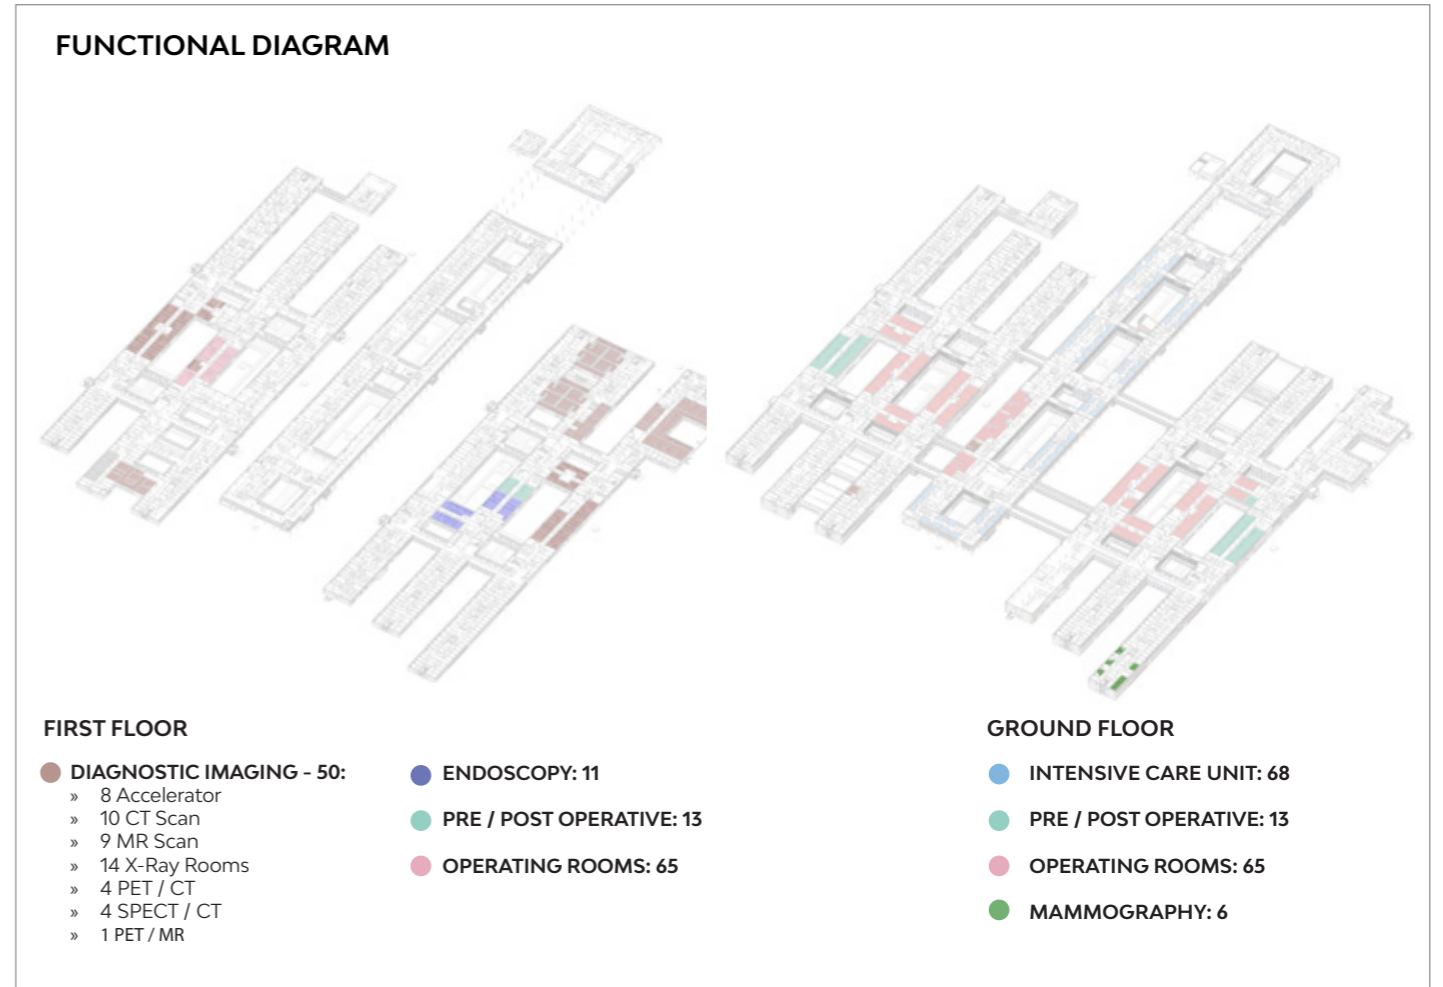 FUNCTIONAL DIAGRAM
FIRST FLOOR
DIAGNOSTIC IMAGING - 50:
» 8 Accelerator
» 10 CT Scan
» 9 MR Scan
» 14 X-Ray Rooms
» 4 PET / CT
» 4 SPECT / CT
» 1 PET / MR
ENDOSCOPY: 11
PRE / POST OPERATIVE: 13
OPERATING ROOMS: 65
GROUND FLOOR
INTENSIVE CARE UNIT: 68
PRE / POST OPERATIVE: 13
OPERATING ROOMS: 65
MAMMOGRAPHY: 6